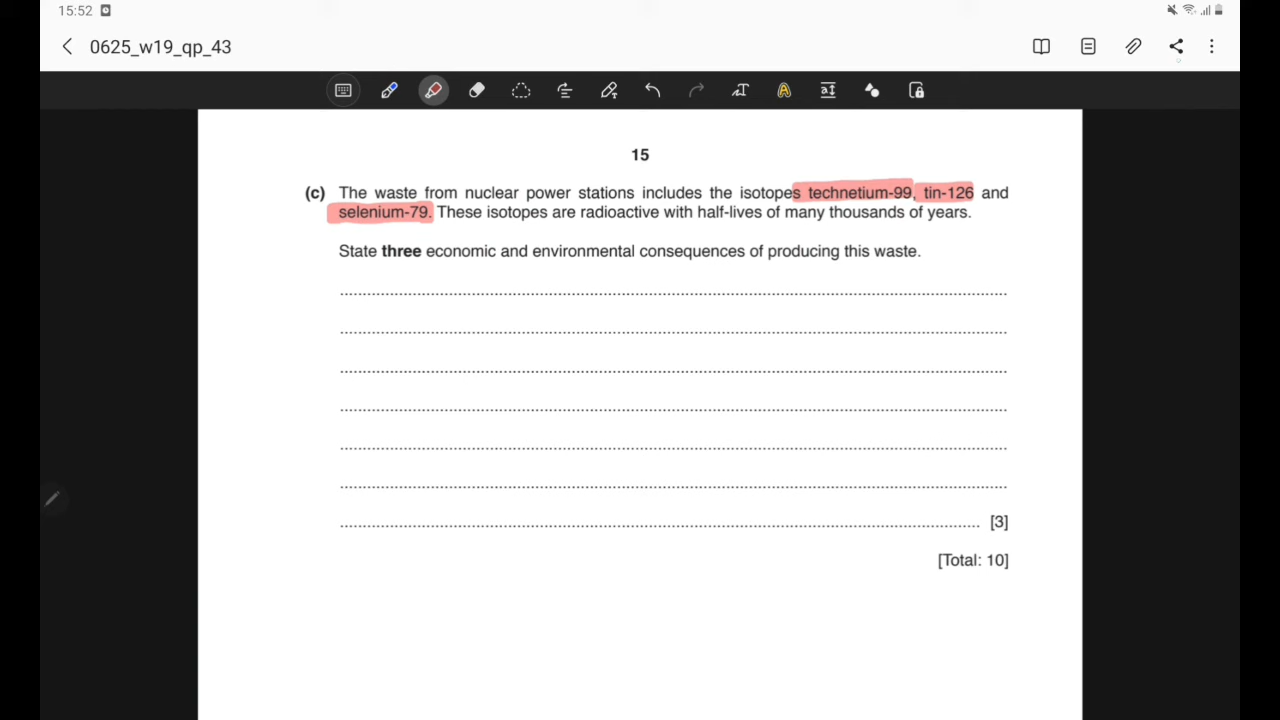 15:52
0625_w19_qp_43
15
(c) The waste from nuclear power stations includes the isotopes technetium-99, tin-126 and
selenium-79. These isotopes are radioactive with half-lives of many thousands of years.
State three economic and environmental consequences of producing this waste.
[3]
[Total: 10]